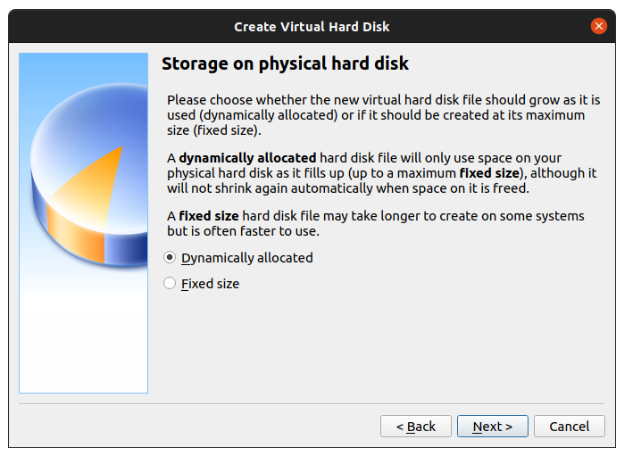 Create Virtual Hard Disk
Storage on physical hard disk
Please choose whether the new virtual hard disk file should grow as it is
used (dynamically allocated) or if it should be created at its maximum
size (fixed size).
A dynamically allocated hard disk file will only use space on your
physical hard disk as it fills up (up to a maximum fixed size), although it
will not shrink again automatically when space on it is freed.
A fixed size hard disk file may take longer to create on some systems
but is often faster to use.
Dynamically allocated
Fixed size
< Back
Next >
Cancel